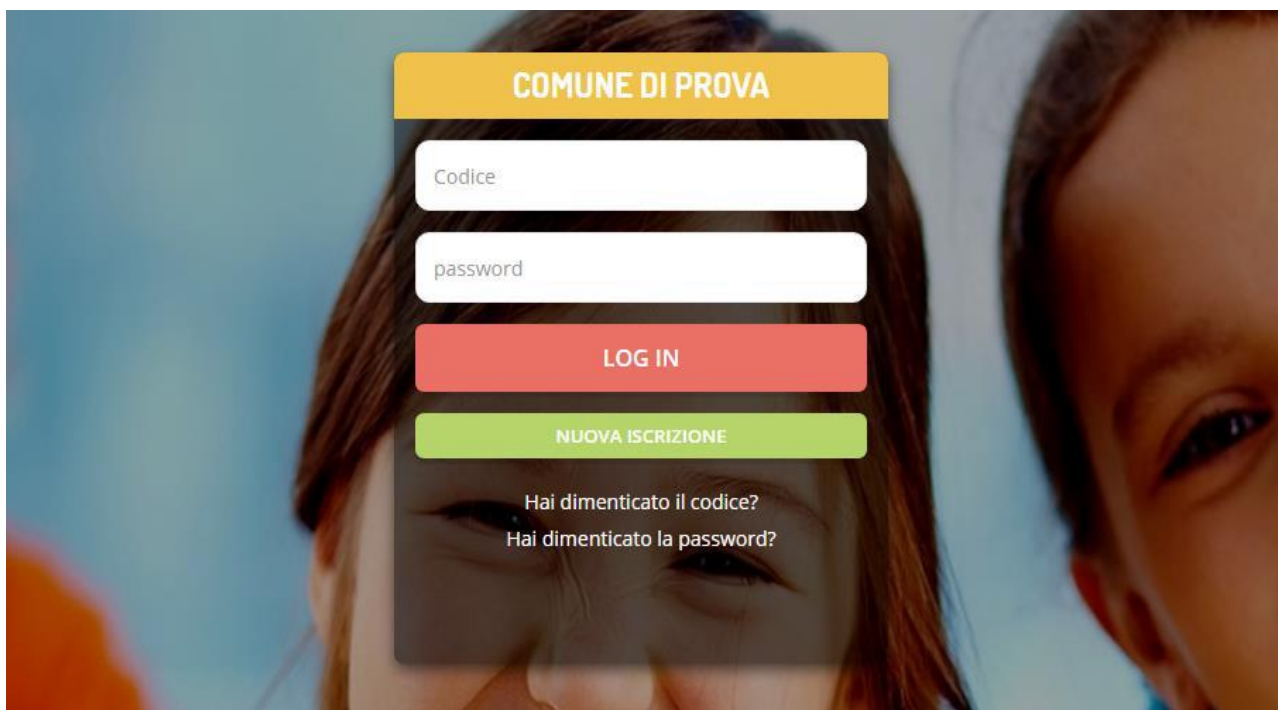 COMUNE DI PROVA
Codice
password
LOG IN
NUOVA ISCRIZIONE
Hai dimenticato il codice?
Hai dimenticato la password?